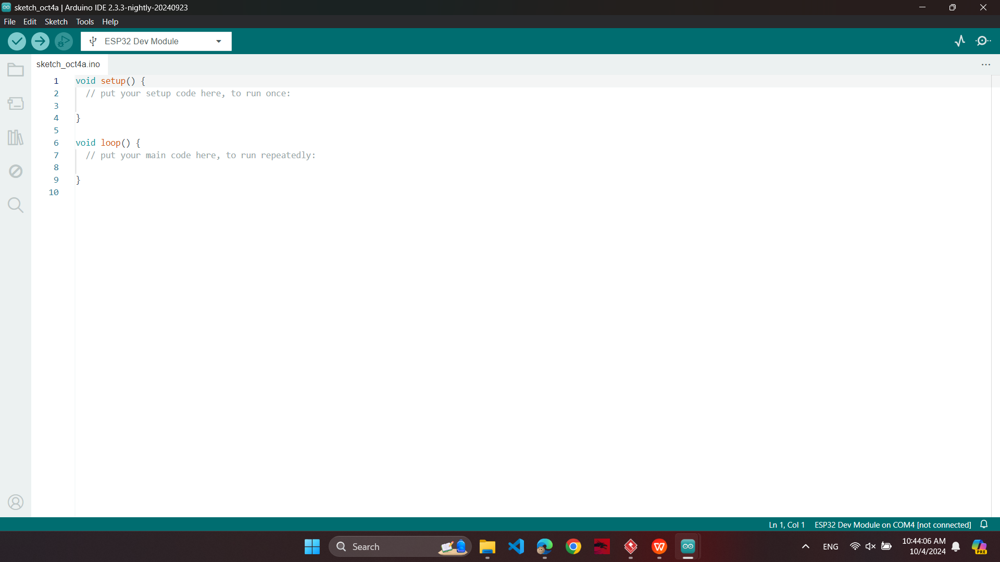 sketch_oct4a | Arduino IDE 2.3.3-nightly-20240923
File Edit Sketch Tools Help
ESP32 Dev Module
sketch_oct4a.ino
1 void setup() {
2 // put your setup code here, to run once:
3
4 }
5
6 void loop() {
7 // put your main code here, to run repeatedly:
8
9 }
10
Ln 1, Col 1 ESP32 Dev Module on COM4 [not connected]
Search
ENG
10:44:06 AM
10/4/2024
PRE